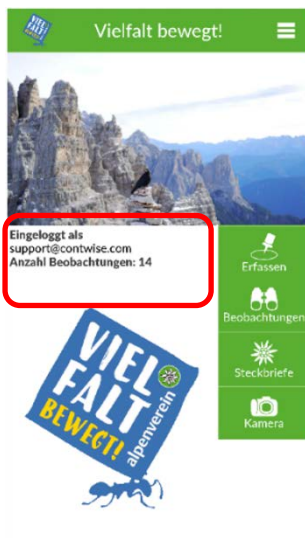 Vielfalt bewegt!
Eingeloggt als
support@contwise.com
Anzahl Beobachtungen: 14
Erfassen
Beobachtungen
Steckbriefe
Kamera
VIEL
FALT
BEWEGT!
alpenverein